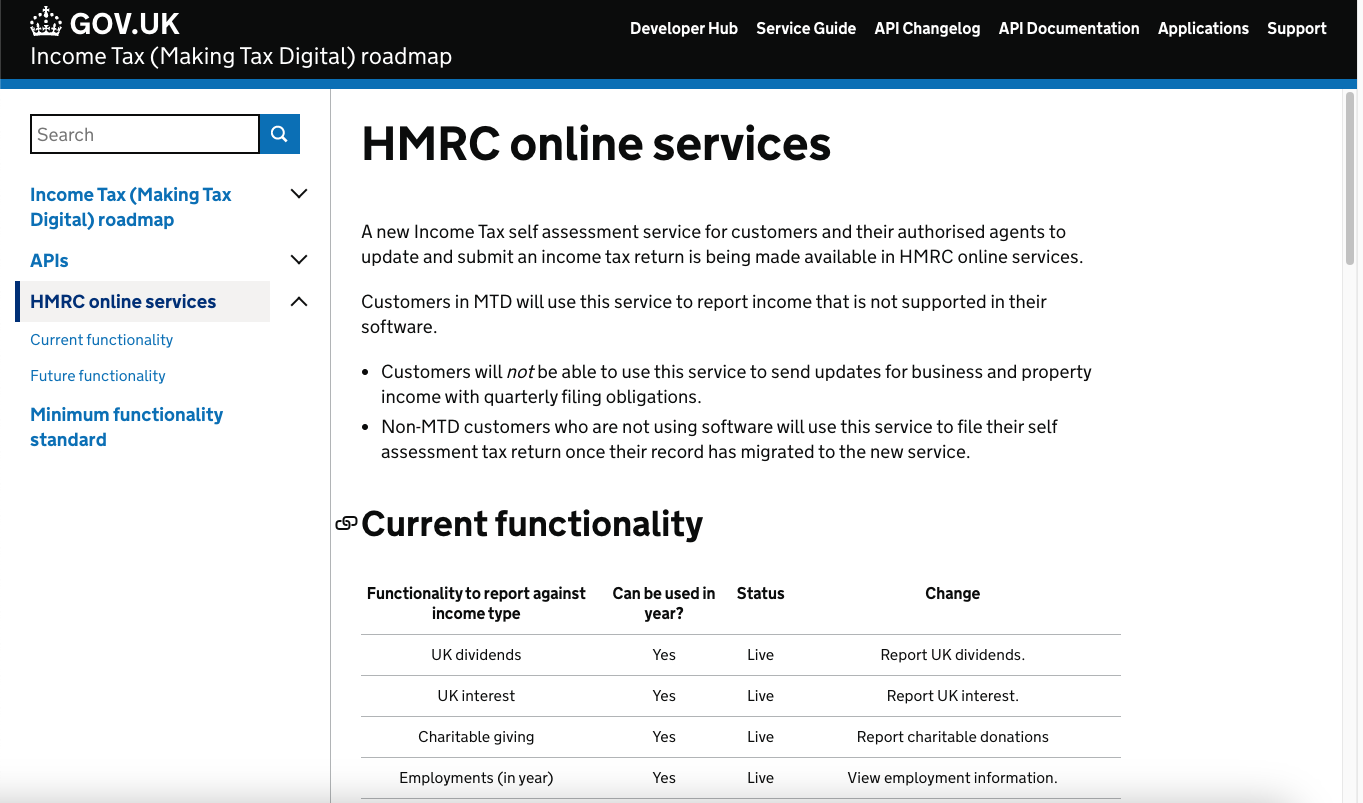 GOV.UK
Income Tax (Making Tax Digital) roadmap
Developer Hub Service Guide API Changelog API Documentation Applications Support
Search
Income Tax (Making Tax
Digital) roadmap
APIs
HMRC online services
Current functionality
Future functionality
Minimum functionality
standard
HMRC online services
A new Income Tax self assessment service for customers and their authorised agents to
update and submit an income tax return is being made available in HMRC online services.
Customers in MTD will use this service to report income that is not supported in their
software.
• Customers will not be able to use this service to send updates for business and property
income with quarterly filing obligations.
• Non-MTD customers who are not using software will use this service to file their self
assessment tax return once their record has migrated to the new service.
Current functionality
Functionality to report against
income type
Can be used in
year?
Status
Change
UK dividends Yes Live Report UK dividends.
UK interest Yes Live Report UK interest.
Charitable giving Yes Live Report charitable donations
Employments (in year) Yes Live View employment information.